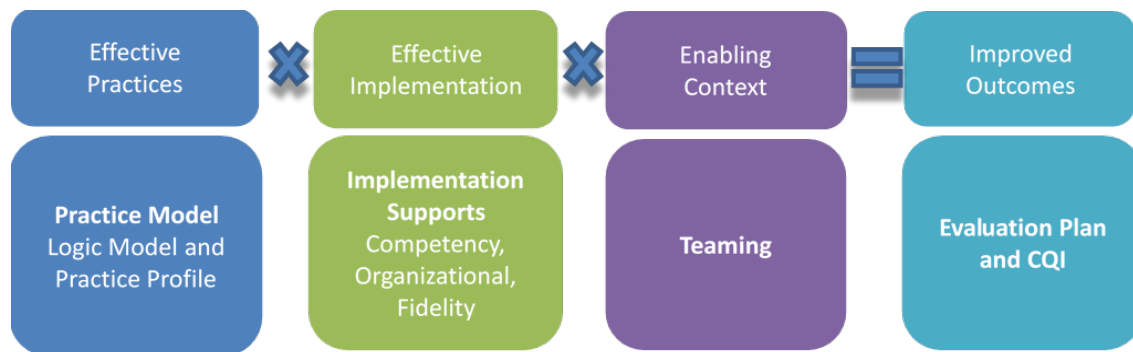 Effective
Practices
Effective
Implementation
Enabling
Context
Improved
Outcomes
Practice Model
Logic Model and
Practice Profile
Implementation
Supports
Competency,
Organizational,
Fidelity
Teaming
Evaluation Plan
and CQI